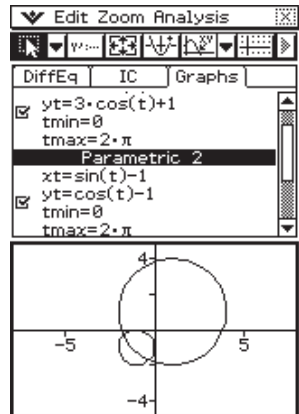 Edit Zoom Analysis
DiffEq IC Graphs
yt=3·cos(t)+1
tmin=0
tmax=2·π
Parametric 2
xt=sin(t)-1
yt=cos(t)-1
tmin=0
tmax=2·π
4
-5 5
-4